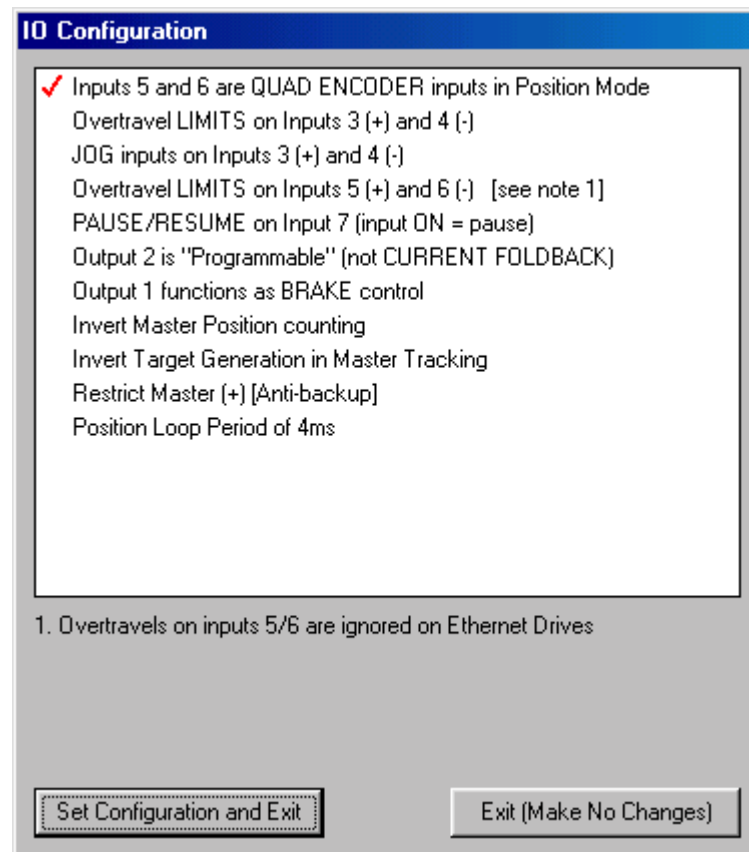 IO Configuration
Inputs 5 and 6 are QUAD ENCODER inputs in Position Mode
Overtravel LIMITS on Inputs 3 (+) and 4 (-)
JOG inputs on Inputs 3 (+) and 4 (-)
Overtravel LIMITS on Inputs 5 (+) and 6 (-) [see note 1]
PAUSE/RESUME on Input 7 (input ON = pause)
Output 2 is "Programmable" (not CURRENT FOLDBACK)
Output 1 functions as BRAKE control
Invert Master Position counting
Invert Target Generation in Master Tracking
Restrict Master (+) [Anti-backup]
Position Loop Period of 4ms
1. Overtravels on inputs 5/6 are ignored on Ethernet Drives
Set Configuration and Exit
Exit (Make No Changes)